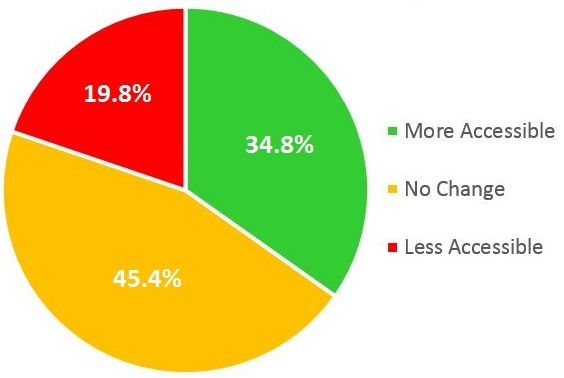 19.8%
34.8%
45.4%
More Accessible
No Change
Less Accessible